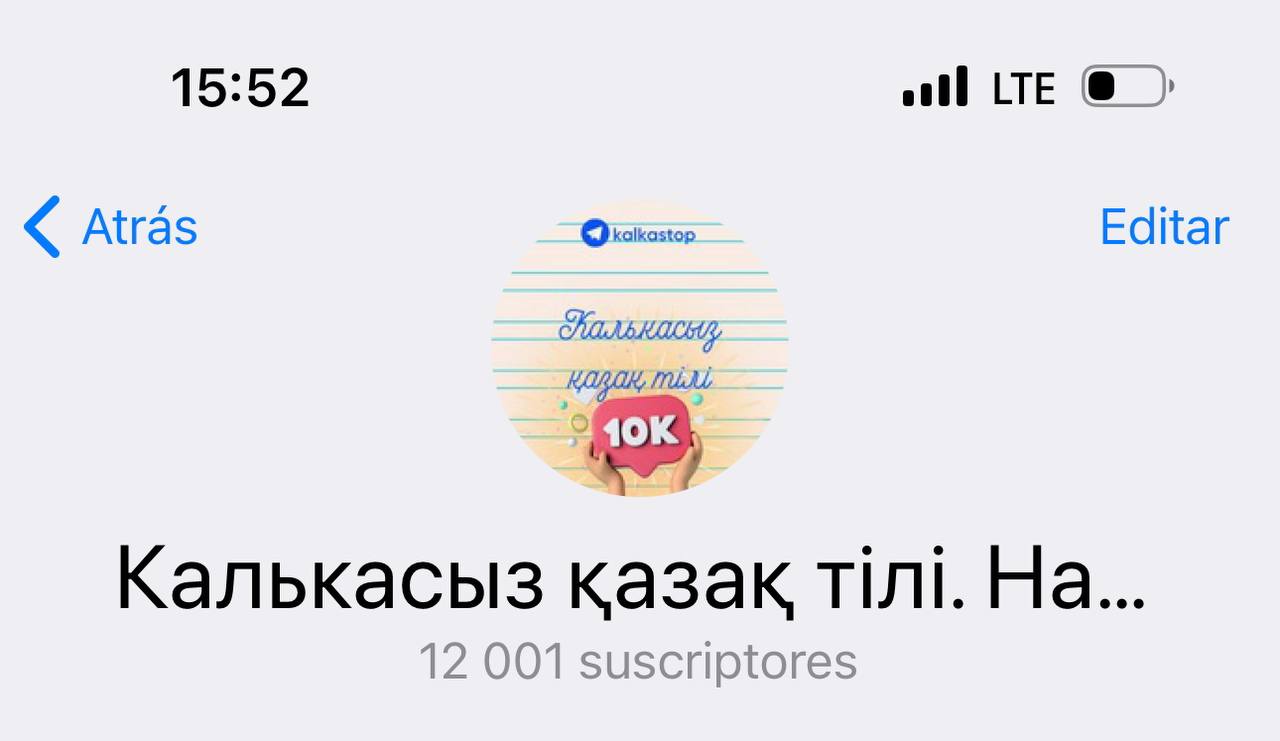 15:52 LTE
Atrás Editar
kalkastop
Калькасыз
қазақ тілі
10K
Калькасыз қазақ тілі. На...
12 001 suscriptores